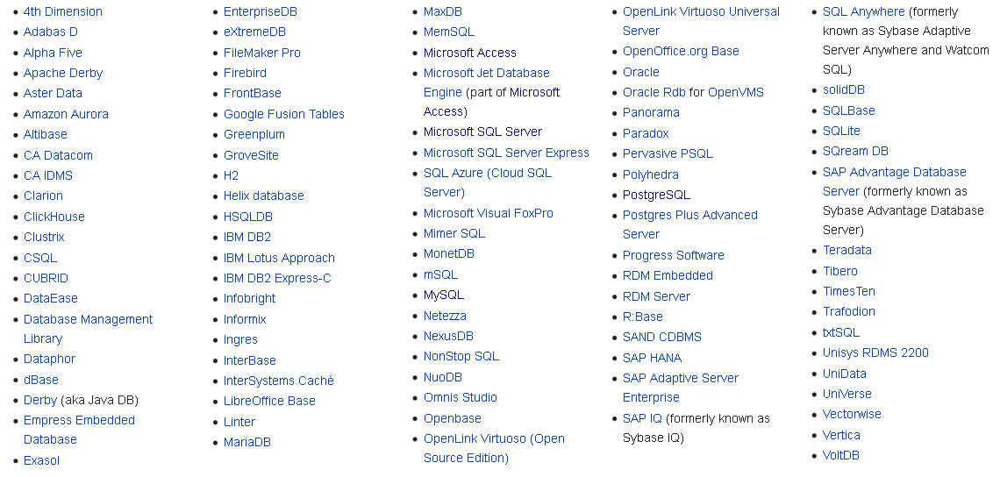 4th Dimension
Adabas D
Alpha Five
Apache Derby
Aster Data
Amazon Aurora
Altibase
CA Datacom
CA IDMS
Clarion
ClickHouse
Clustrix
CSQL
CUBRID
DataEase
Database Management
Library
Dataphor
dBase
Derby (aka Java DB)
Empress Embedded
Database
Exasol
EnterpriseDB
eXtremeDB
FileMaker Pro
Firebird
FrontBase
Google Fusion Tables
Greenplum
GroveSite
H2
Helix database
HSQLDB
IBM DB2
IBM Lotus Approach
IBM DB2 Express-C
Infobright
Informix
Ingres
InterBase
InterSystems Caché
LibreOffice Base
Linter
MariaDB
MaxDB
MemSQL
Microsoft Access
Microsoft Jet Database
Engine (part of Microsoft
Access)
Microsoft SQL Server
Microsoft SQL Server Express
SQL Azure (Cloud SQL
Server)
Microsoft Visual FoxPro
Mimer SQL
MonetDB
mSQL
MySQL
Netezza
NexusDB
NonStop SQL
NuoDB
Omnis Studio
Openbase
OpenLink Virtuoso (Open
Source Edition)
OpenLink Virtuoso Universal
Server
OpenOffice.org Base
Oracle
Oracle Rdb for OpenVMS
Panorama
Paradox
Pervasive PSQL
Polyhedra
PostgreSQL
Postgres Plus Advanced
Server
Progress Software
RDM Embedded
RDM Server
R:Base
SAND CDBMS
SAP HANA
SAP Adaptive Server
Enterprise
SAP IQ (formerly known as
Sybase IQ)
SQL Anywhere (formerly
known as Sybase Adaptive
Server Anywhere and Watcom
SQL)
solidDB
SQLBase
SQLite
SQream DB
SAP Advantage Database
Server (formerly known as
Sybase Advantage Database
Server)
Teradata
Tibero
TimesTen
Trafodion
txtSQL
Unisys RDMS 2200
UniData
UniVerse
Vectorwise
Vertica
VoltDB